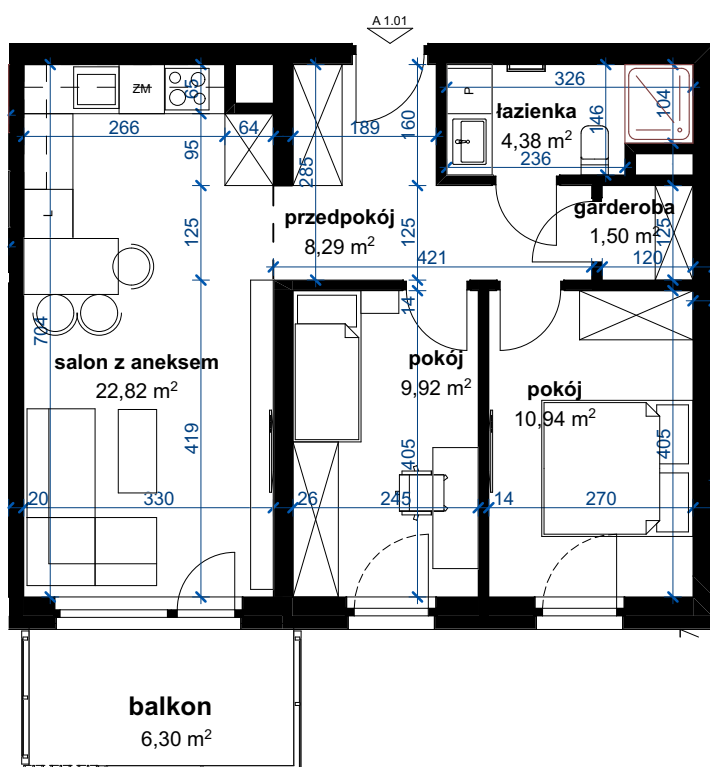 A 1.01
ZM
65
P
326
łazienka
4,38 m²
146
104
266
64
189
160
95
236
285
garderoba
1,50 m²
125
przedpokój
8,29 m²
125
125
L
421
120
14
704
salon z aneksem
22,82 m²
pokój
9,92 m²
pokój
10,94 m²
419
405
405
20
330
26
245
14
270
balkon
6,30 m²